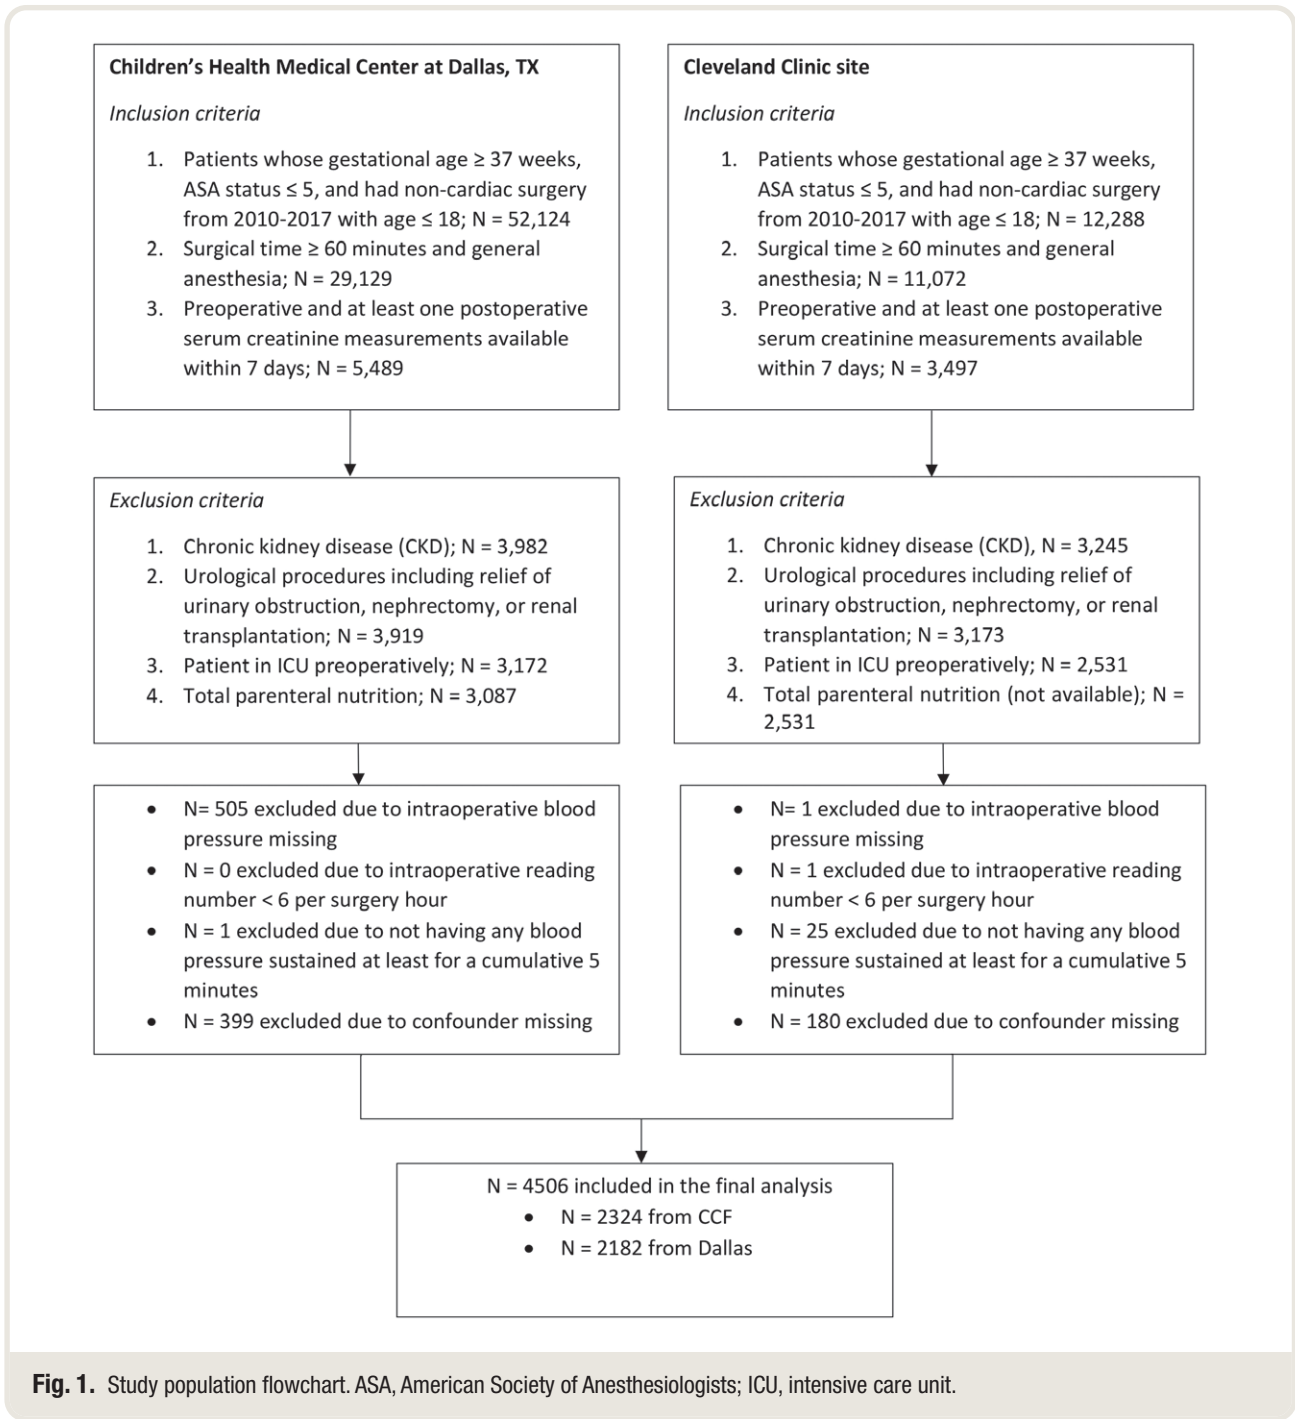 Children’s Health Medical Center at Dallas, TX
Inclusion criteria
1. Patients whose gestational age ≥ 37 weeks,
ASA status ≤ 5, and had non-cardiac surgery
from 2010-2017 with age ≤ 18; N = 52,124
2. Surgical time ≥ 60 minutes and general
anesthesia; N = 29,129
3. Preoperative and at least one postoperative
serum creatinine measurements available
within 7 days; N = 5,489
Cleveland Clinic site
Inclusion criteria
1. Patients whose gestational age ≥ 37 weeks,
ASA status ≤ 5, and had non-cardiac surgery
from 2010-2017 with age ≤ 18; N = 12,288
2. Surgical time ≥ 60 minutes and general
anesthesia; N = 11,072
3. Preoperative and at least one postoperative
serum creatinine measurements available
within 7 days; N = 3,497
Exclusion criteria
1. Chronic kidney disease (CKD); N = 3,982
2. Urological procedures including relief of
urinary obstruction, nephrectomy, or renal
transplantation; N = 3,919
3. Patient in ICU preoperatively; N = 3,172
4. Total parenteral nutrition; N = 3,087
Exclusion criteria
1. Chronic kidney disease (CKD), N = 3,245
2. Urological procedures including relief of
urinary obstruction, nephrectomy, or renal
transplantation; N = 3,173
3. Patient in ICU preoperatively; N = 2,531
4. Total parenteral nutrition (not available); N =
2,531
• N= 505 excluded due to intraoperative blood
pressure missing
• N = 0 excluded due to intraoperative reading
number < 6 per surgery hour
• N = 1 excluded due to not having any blood
pressure sustained at least for a cumulative 5
minutes
• N = 399 excluded due to confounder missing
• N= 1 excluded due to intraoperative blood
pressure missing
• N = 1 excluded due to intraoperative reading
number < 6 per surgery hour
• N = 25 excluded due to not having any blood
pressure sustained at least for a cumulative 5
minutes
• N = 180 excluded due to confounder missing
N = 4506 included in the final analysis
• N = 2324 from CCF
• N = 2182 from Dallas
Fig. 1. Study population flowchart. ASA, American Society of Anesthesiologists; ICU, intensive care unit.